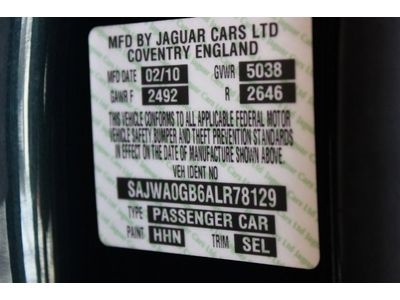 MFD BY JAGUAR CARS LTD
COVENTRY ENGLAND
MFD DATE 02/10 GVWR 5038
GAWR F 2492 R 2646
THIS VEHICLE CONFORMS TO ALL APPLICABLE FEDERAL MOTOR
VEHICLE SAFETY,BUMPER AND THEFT PREVENTION STANDARDS
IN EFFECT ON THE DATE OF MANUFACTURE SHOWN ABOVE.
VEH IDENT NO
SAJWA0GB6ALR78129
TYPE PASSENGER CAR
PAINT HHN TRIM SEL